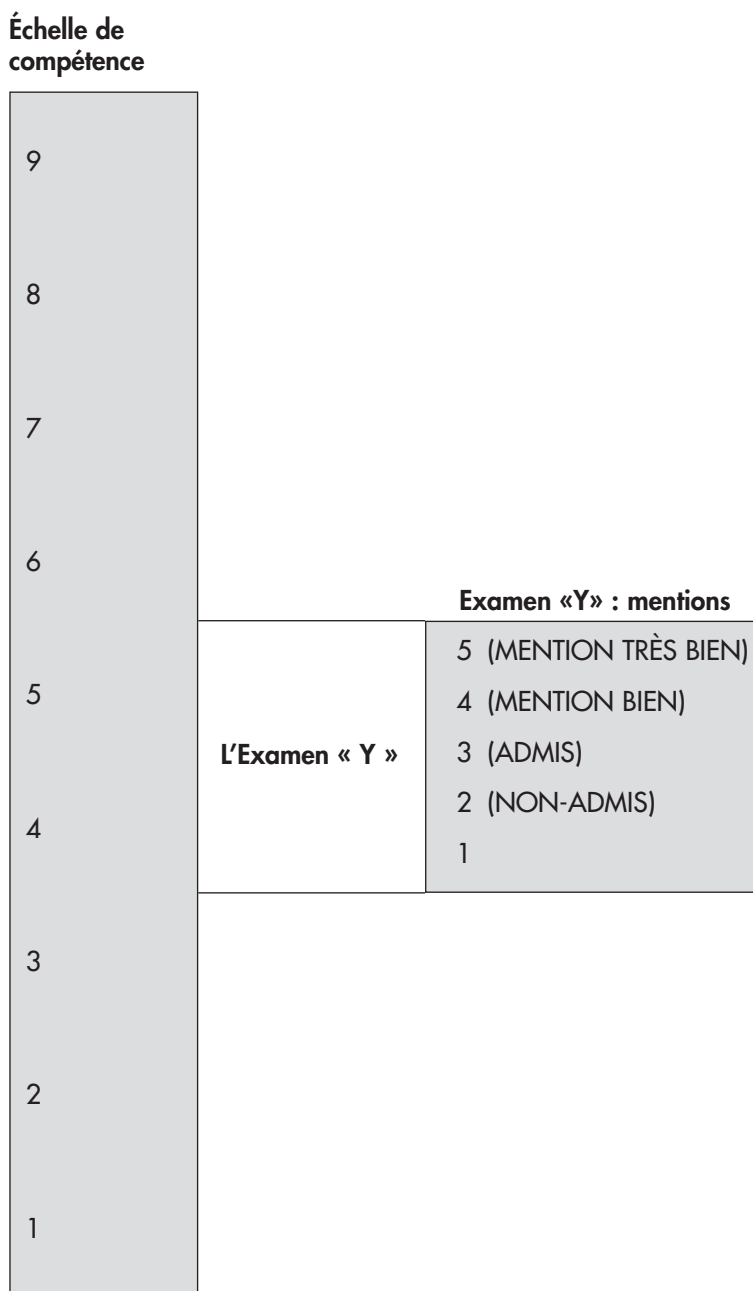 Échelle de
compétence
9
8
7
6
Examen «Y» : mentions
5 (MENTION TRÈS BIEN)
5
4 (MENTION BIEN)
L'Examen « Y »
3 (ADMIS)
2 (NON-ADMIS)
4
1
3
2
1